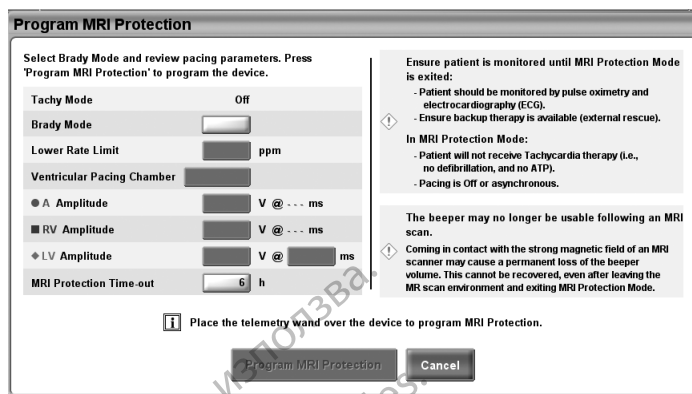 Program MRI Protection
Select Brady Mode and review pacing parameters. Press
'Program MRI Protection' to program the device.
Tachy Mode Off
Brady Mode
Lower Rate Limit ppm
Ventricular Pacing Chamber
A Amplitude V @ - - - ms
RV Amplitude V @ - - - ms
LV Amplitude V @ ms
MRI Protection Time-out 6 h
Ensure patient is monitored until MRI Protection Mode
is exited:
- Patient should be monitored by pulse oximetry and
electrocardiography (ECG).
- Ensure backup therapy is available (external rescue).
In MRI Protection Mode:
- Patient will not receive Tachycardia therapy (i.e.,
no defibrillation, and no ATP).
- Pacing is Off or asynchronous.
The beeper may no longer be usable following an MRI
scan.
Coming in contact with the strong magnetic field of an MRI
scanner may cause a permanent loss of the beeper
volume. This cannot be recovered, even after leaving the
MR scan environment and exiting MRI Protection Mode.
i Place the telemetry wand over the device to program MRI Protection.
Program MRI Protection
Cancel